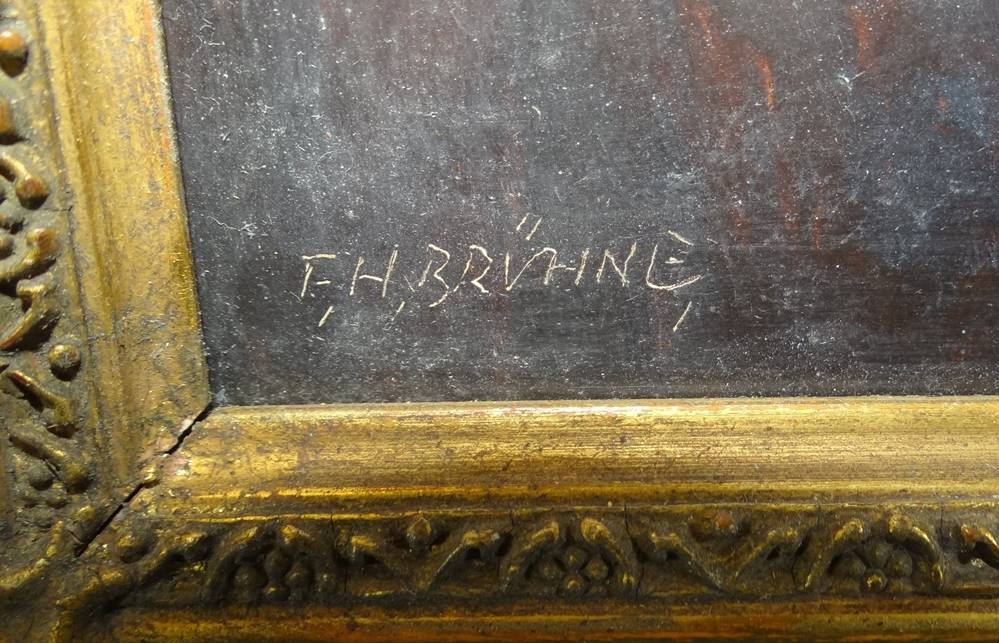 F, H, BRÜHNE,